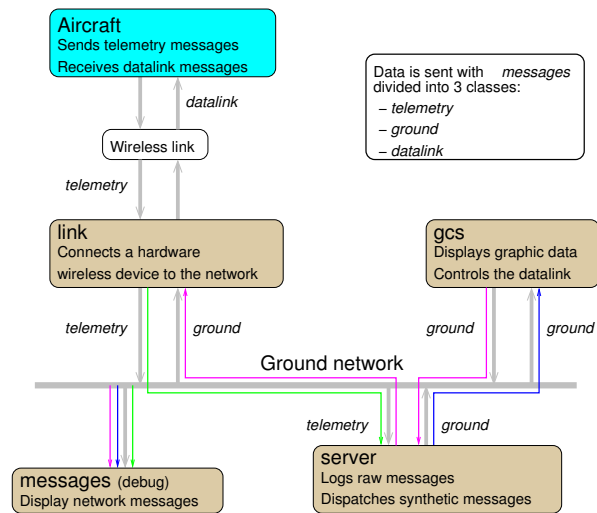 Aircraft
Sends telemetry messages
Receives datalink messages
Data is sent with messages
divided into 3 classes:
– telemetry
– ground
– datalink
datalink
Wireless link
telemetry
link
Connects a hardware
wireless device to the network
gcs
Displays graphic data
Controls the datalink
telemetry
ground
ground
ground
Ground network
telemetry
ground
messages (debug)
Display network messages
server
Logs raw messages
Dispatches synthetic messages